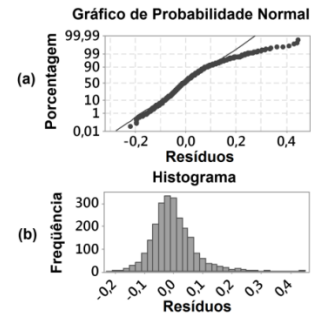 Gráfico de Probabilidade Normal
(a)
Porcentagem
99,99
99
90
50
10
1
0,01
-0,2 0,0 0,2 0,4
Resíduos
Histograma
(b)
Freqüência
300
200
100
0
-0,2 -0,1 0,0 0,1 0,2 0,3 0,4
Resíduos